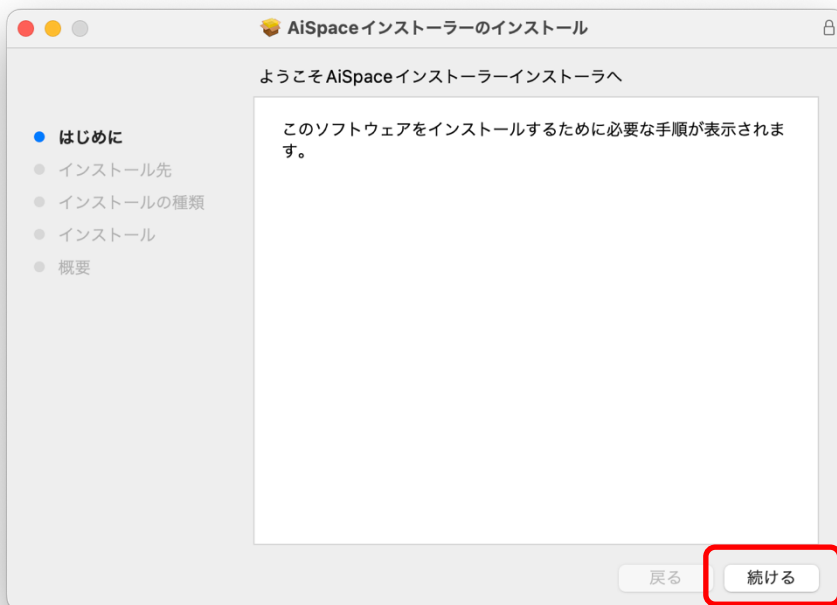 AiSpaceインストーラーのインストール
ようこそAiSpaceインストーラーインストーラへ
はじめに
インストール先
インストールの種類
インストール
概要
このソフトウェアをインストールするために必要な手順が表示されま
す。
戻る
続ける